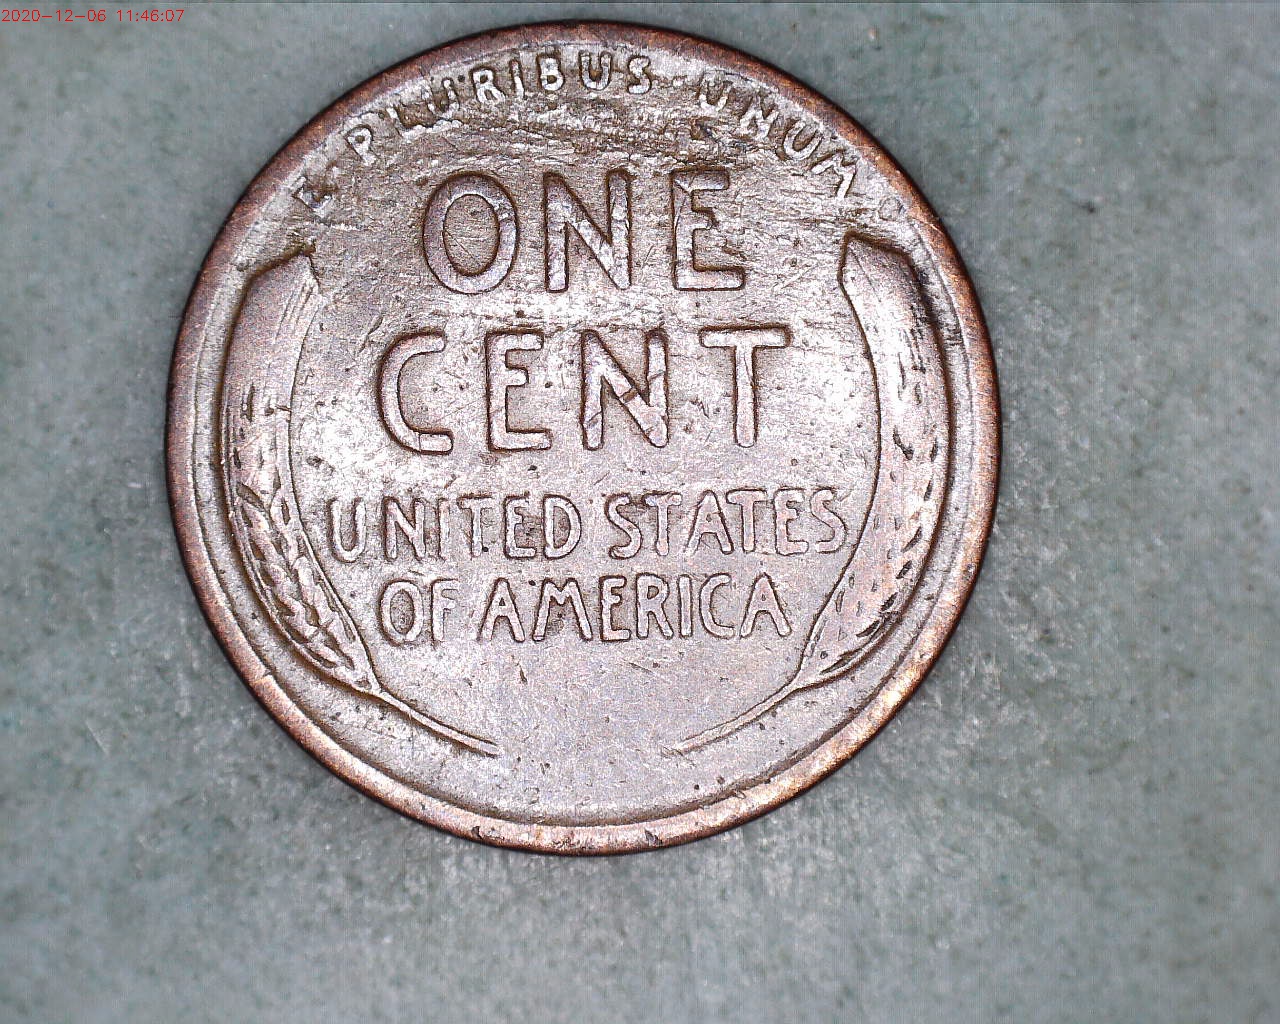 2020-12-06 11:46:07
E·PLURIBUS·UNUM
ONE
CENT
UNITED STATES
OF AMERICA